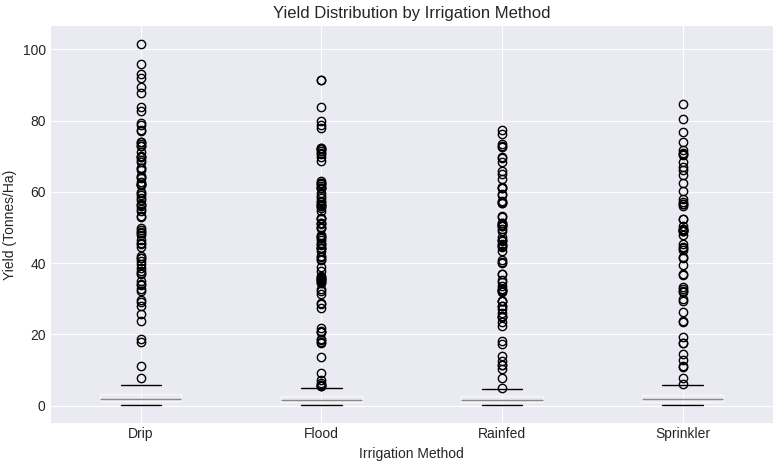 Yield Distribution by Irrigation Method
Yield (Tonnes/Ha)
100
80
60
40
20
0
Drip Flood Rainfed Sprinkler
Irrigation Method